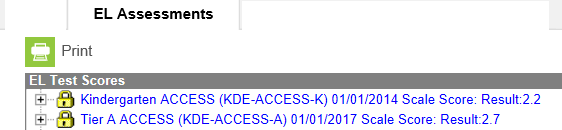 EL Assessments
Print
EL Test Scores
Kindergarten ACCESS (KDE-ACCESS-K) 01/01/2014 Scale Score: Result:2.2
Tier A ACCESS (KDE-ACCESS-A) 01/01/2017 Scale Score: Result:2.7